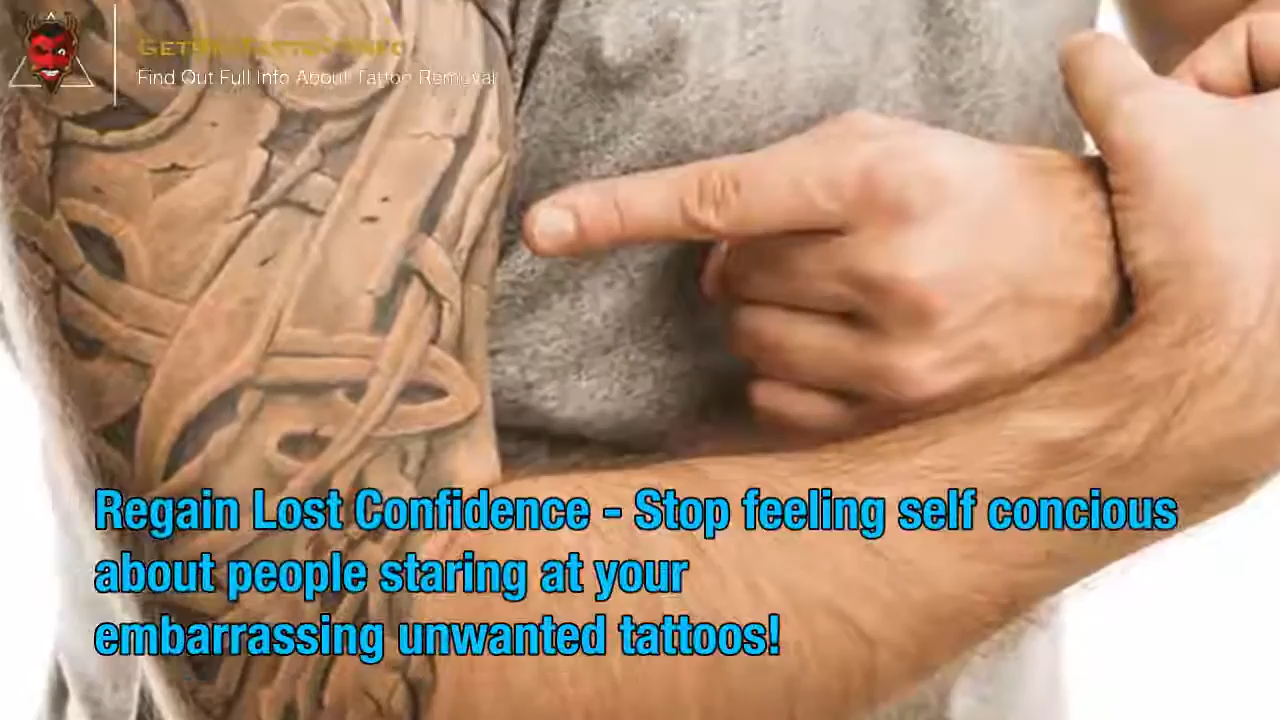 Find Out Full Info About Tattoo Removal
Regain Lost Confidence - Stop feeling self concious
about people staring at your
embarrassing unwanted tattoos!